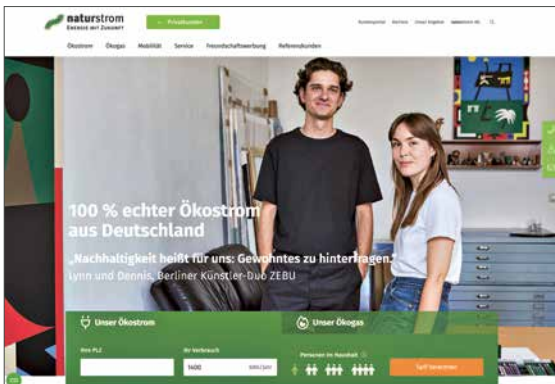 naturstrom
ENERGIE MIT ZUKUNFT
← Privatkunden
Ökostrom Ökogas Mobilität Service Freundschaftswerbung Referenzkunden
100 % echter Ökostrom
aus Deutschland
„Nachhaltigkeit heißt für uns: Gewohntes zu hinterfragen.“
Lynn und Dennis, Berliner Künstler-Duo ZEBU
Unser Ökostrom Unser Ökogas
Ihre PLZ Ihr Verbrauch Personen im Haushalt
1400 kWh/Jahr Tarif berechnen